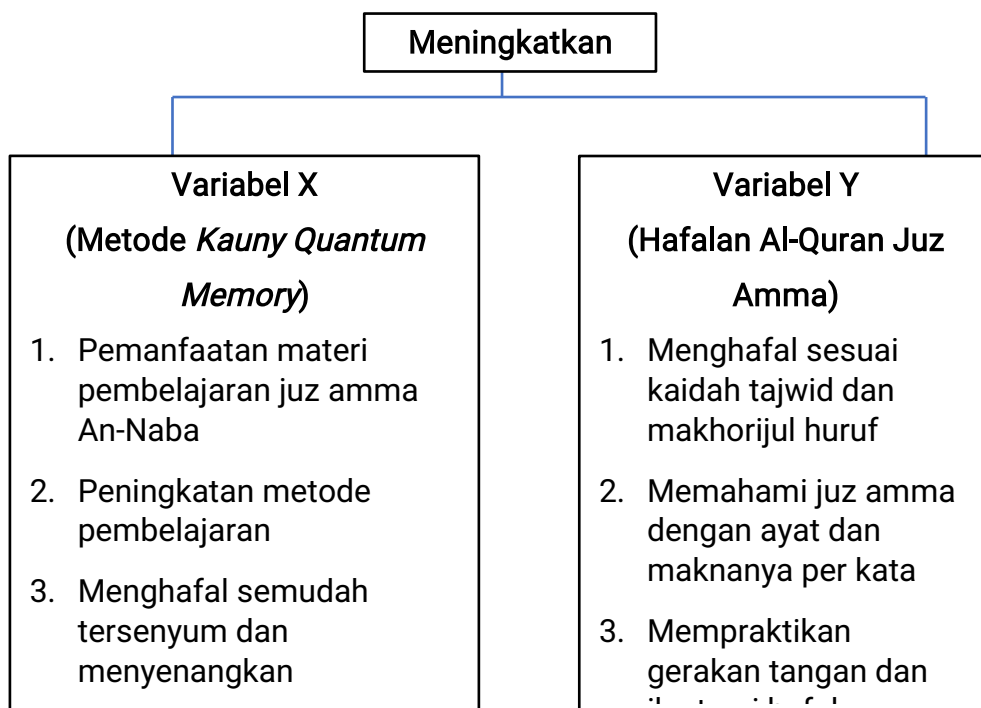 Meningkatkan
Variabel X
(Metode Kauny Quantum
Memory)
1. Pemanfaatan materi
pembelajaran juz amma
An-Naba
2. Peningkatan metode
pembelajaran
3. Menghafal semudah
tersenyum dan
menyenangkan
Variabel Y
(Hafalan Al-Quran Juz
Amma)
1. Menghafal sesuai
kaidah tajwid dan
makhorijul huruf
2. Memahami juz amma
dengan ayat dan
maknanya per kata
3. Mempraktikan
gerakan tangan dan